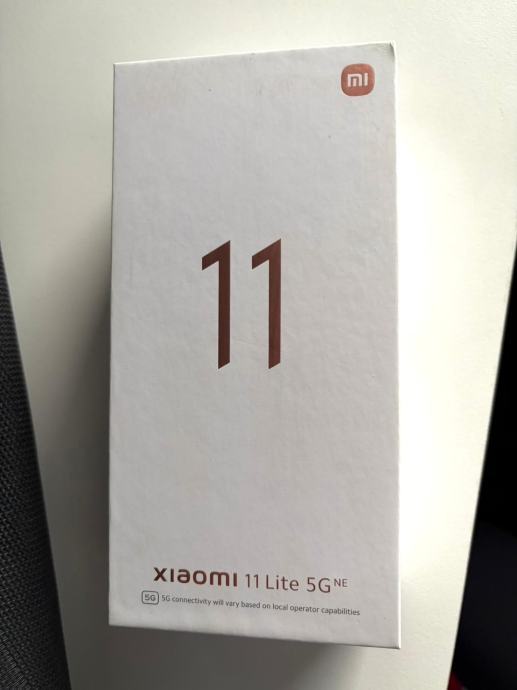 mi
11
xiaomi 11 Lite 5G NE
5G 5G connectivity will vary based on local operator capabilities